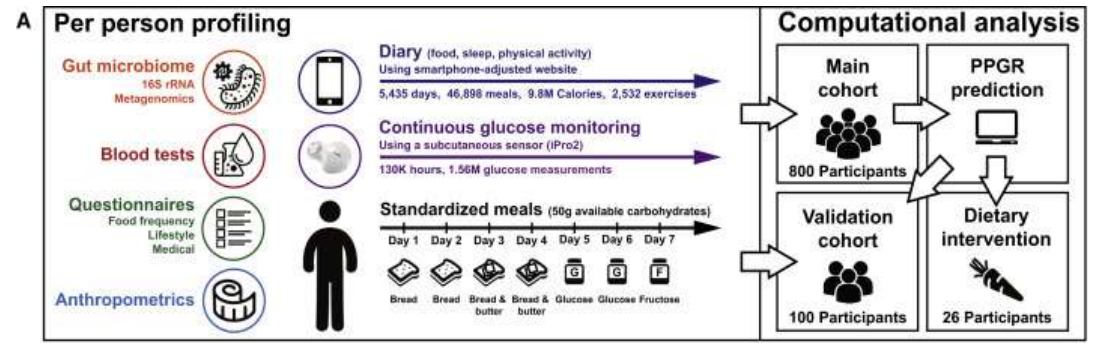 A
Per person profiling
Gut microbiome
16S rRNA
Metagenomics
Blood tests
Questionnaires
Food frequency
Lifestyle
Medical
Anthropometrics
Diary (food, sleep, physical activity)
Using smartphone-adjusted website
5,435 days, 46,898 meals, 9.8M Calories, 2,532 exercises
Continuous glucose monitoring
Using a subcutaneous sensor (iPro2)
130K hours, 1.56M glucose measurements
Standardized meals (50g available carbohydrates)
Day 1 Day 2 Day 3 Day 4 Day 5 Day 6 Day 7
G G F
Bread Bread Bread & Bread & Glucose Glucose Fructose
butter butter
Computational analysis
Main
cohort
800 Participants
PPGR
prediction
Validation
cohort
100 Participants
Dietary
intervention
26 Participants